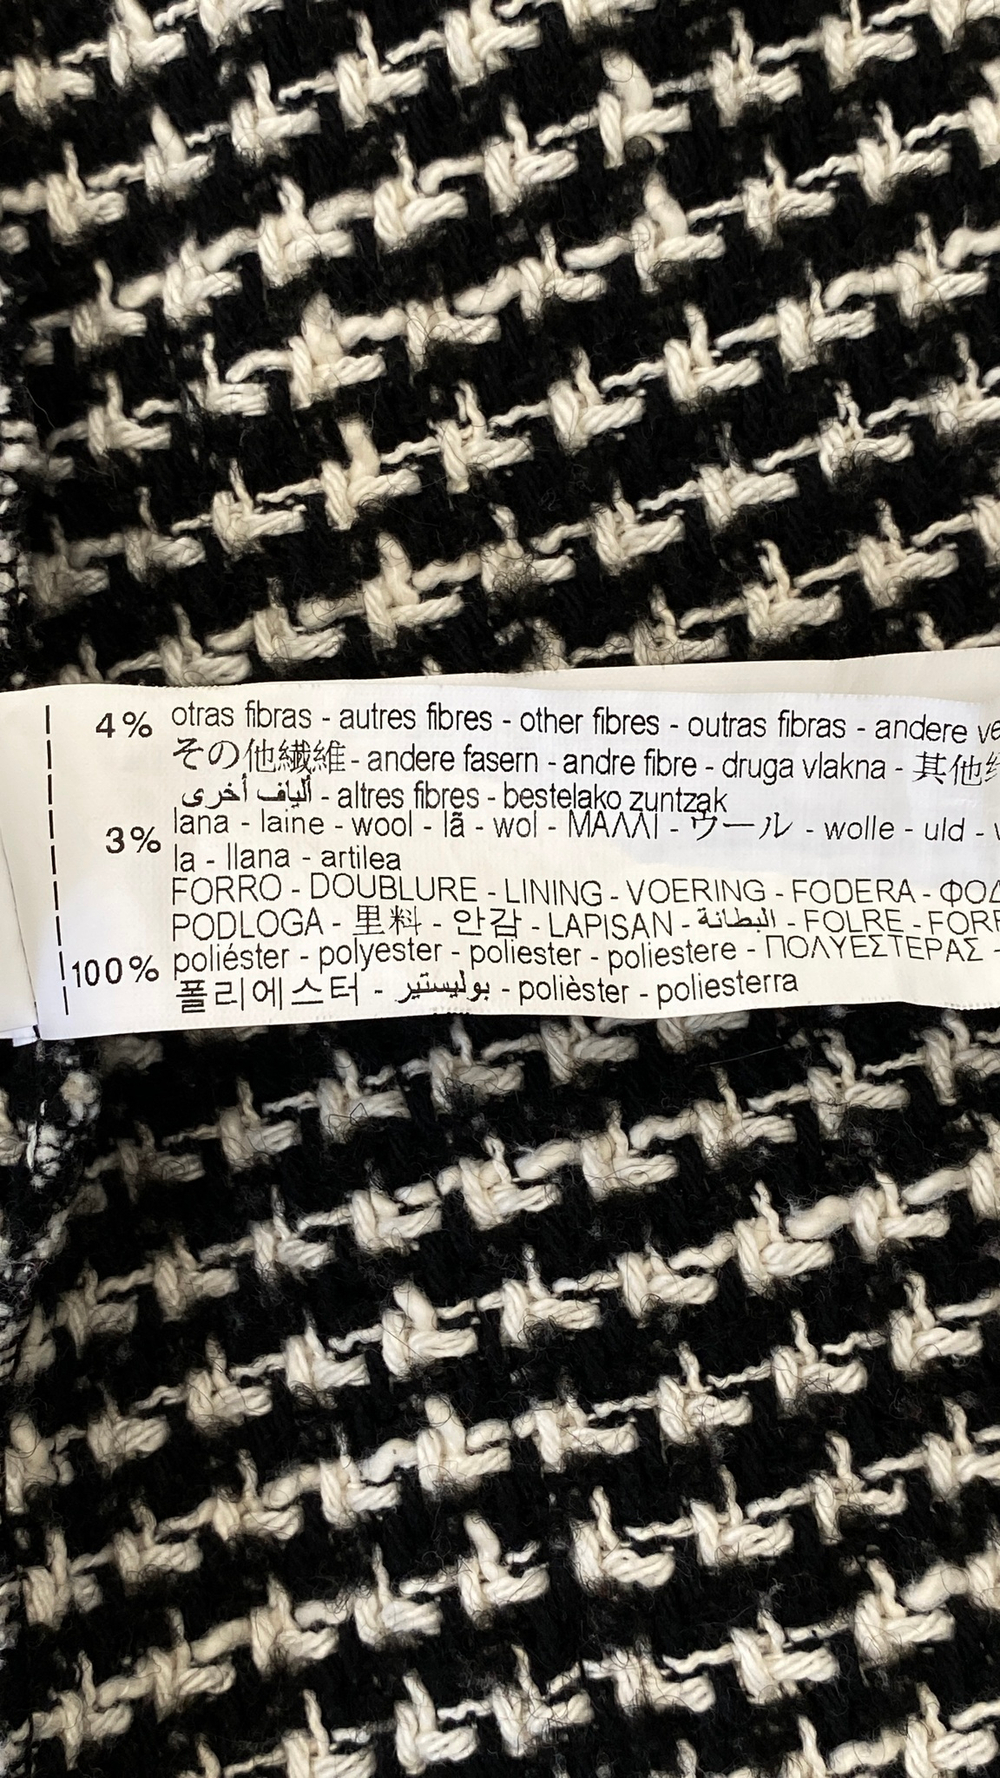 4% otras fibras - autres fibres - other fibres - outras fibras - andere
その他繊維 - andere fasern - andre fibre - druga vlakna - 其他
ألياف أخرى - altres fibres - bestelako zuntzak
3% lana - laine - wool - lã - wol - ΜΑΛΛΙ - ウール - wolle - uld -
la - llana - artilea
FORRO - DOUBLURE - LINING - VOERING - FODERA -
PODLOGA - 里料 - 안감 - LAPISAN - البطانة - FOLRE -
100% poliéster - polyester - poliester - poliestere - ΠΟΛΥΕΣΤΕΡΑΣ -
폴리에스터 - بوليستير - polièster - poliesterra